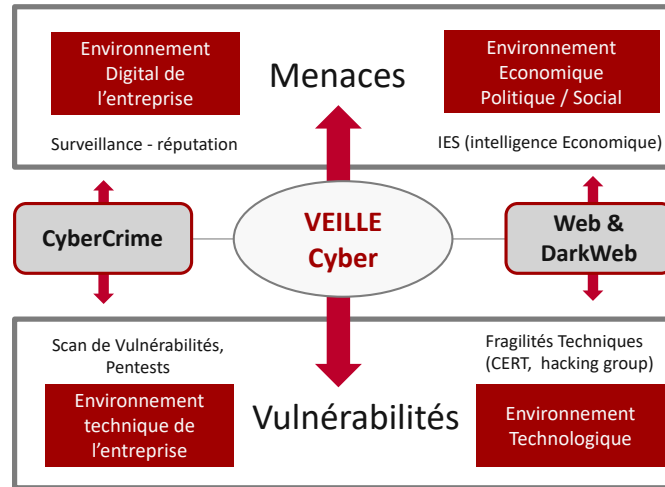 Environnement
Digital de
l'entreprise
Menaces
Environnement
Economique
Politique / Social
Surveillance - réputation
IES (intelligence Economique)
CyberCrime
VEILLE
Cyber
Web &
DarkWeb
Scan de Vulnérabilités,
Pentests
Fragilités Techniques
(CERT, hacking group)
Environnement
technique de
l'entreprise
Vulnérabilités
Environnement
Technologique